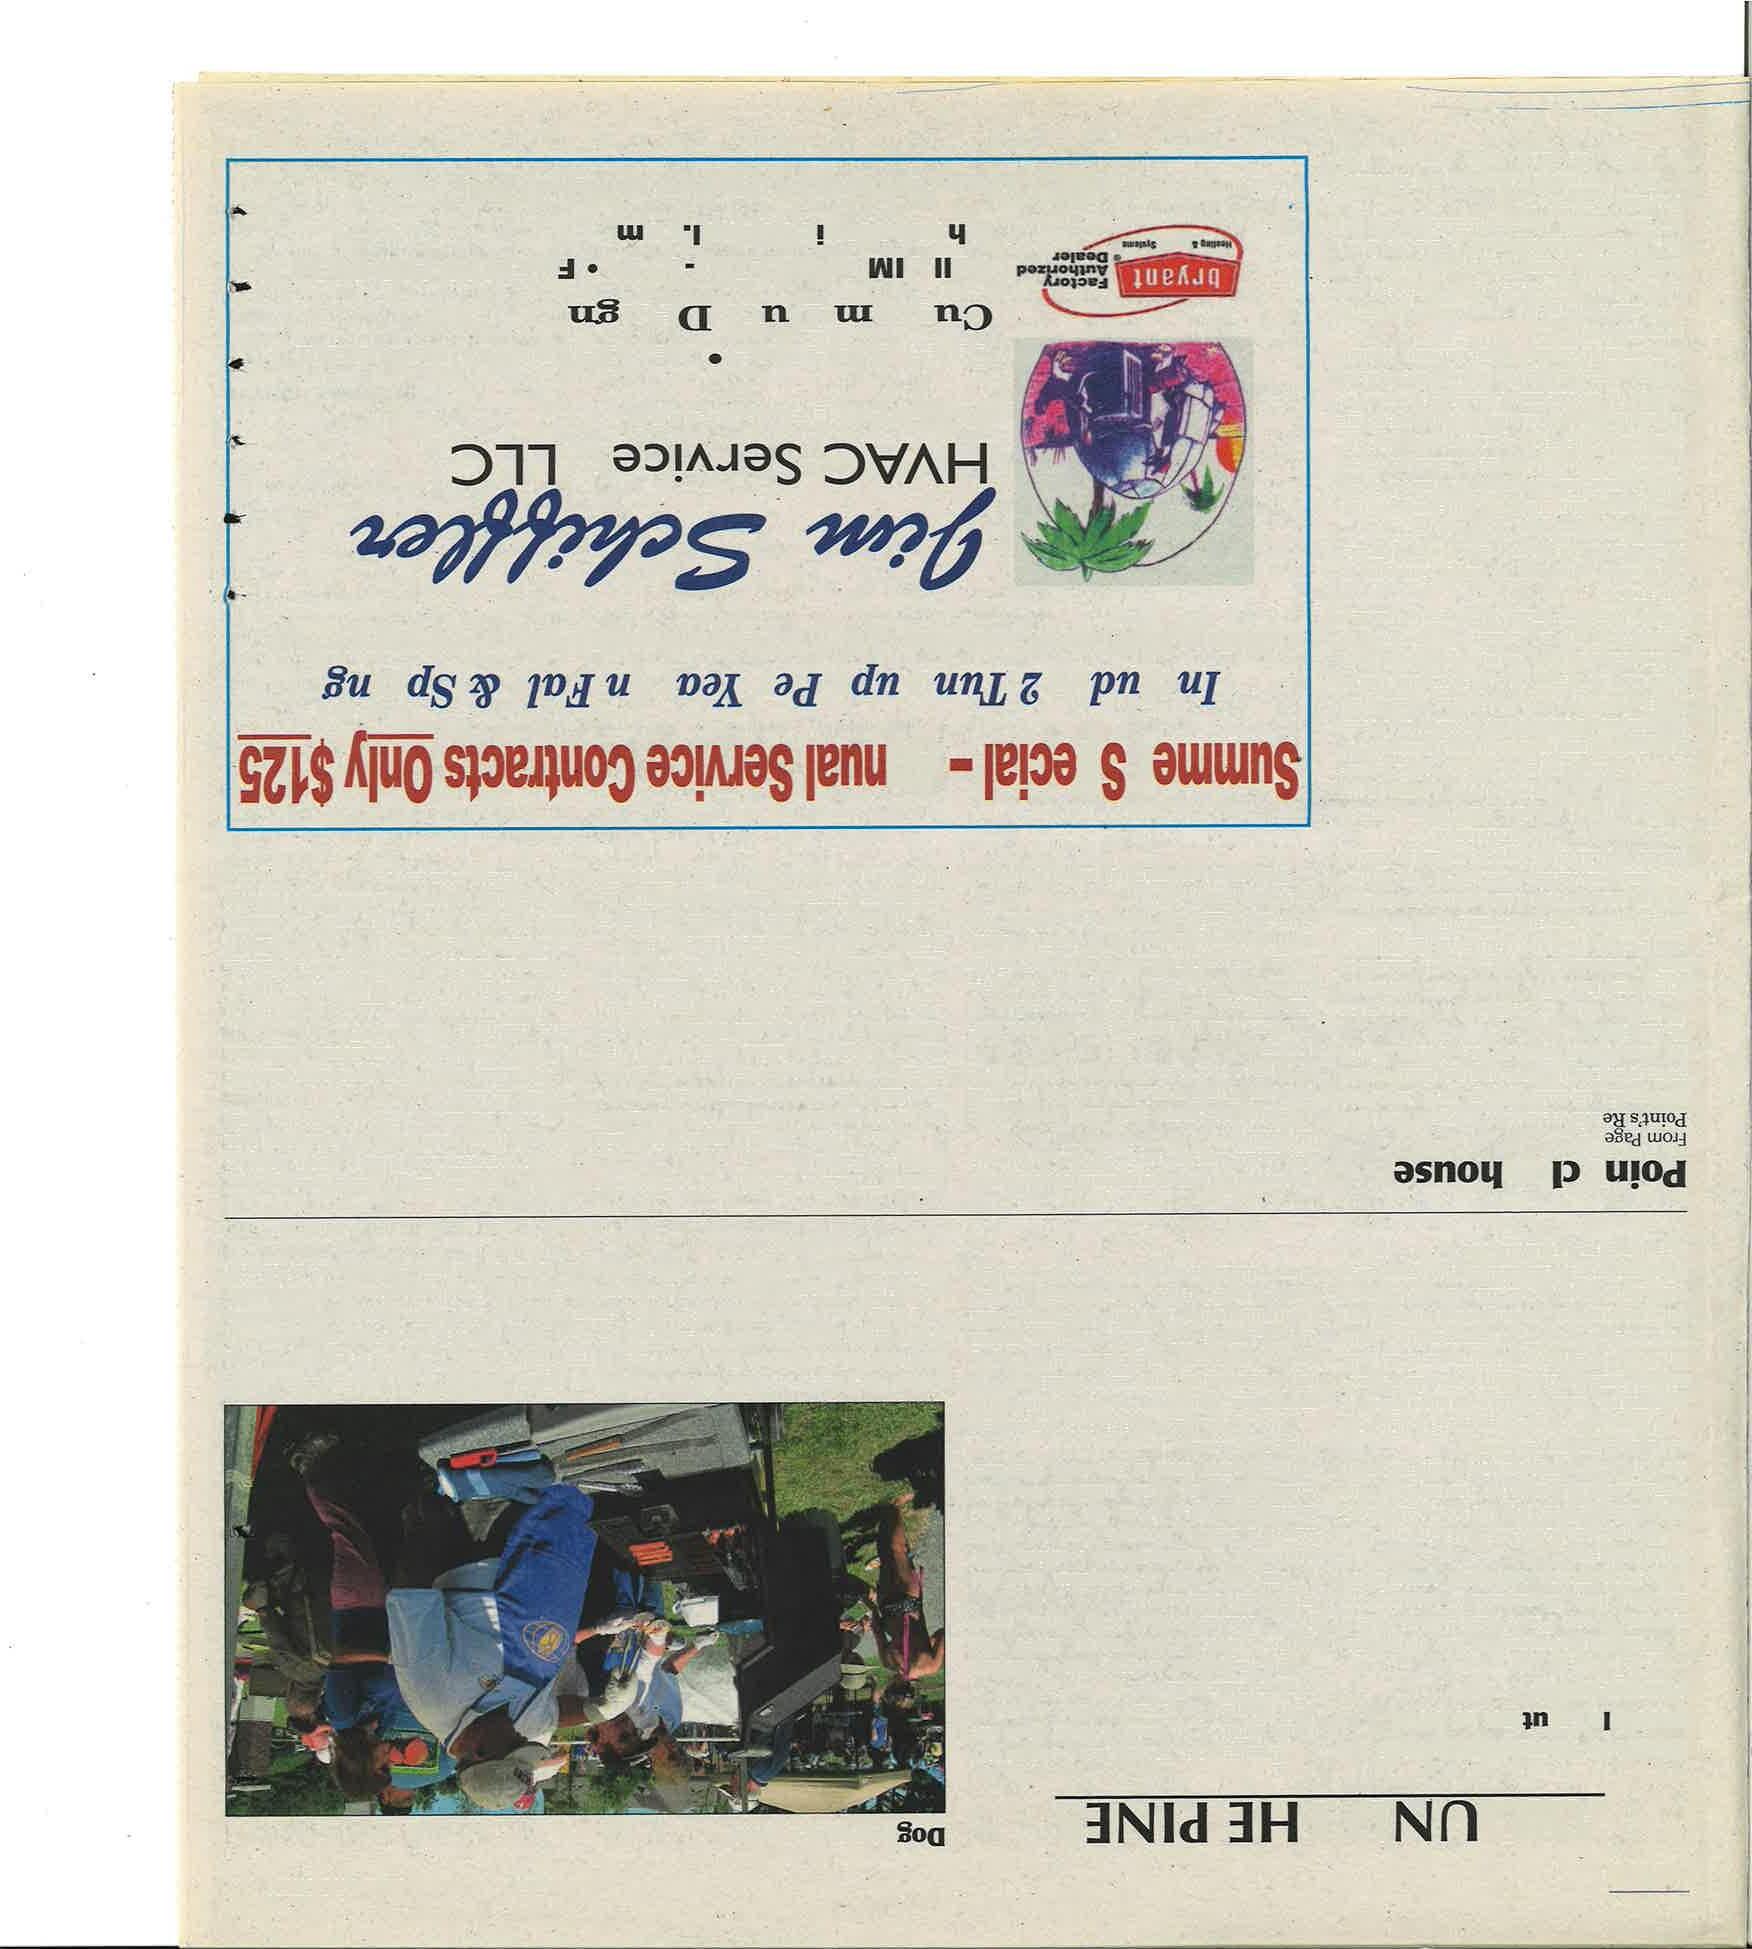 UN HE PINE
l ut
Dog
Poin cl house
From Page
Point's Re
Summe S ecial - nual Service Contracts Only $125
In ud 2 Tun up Pe Yea n Fal & Sp ng
Jim Schiffler
HVAC Service LLC
•
Cu m u D gn
ll IM - • F
h i l. m
bryant
Heating & Systems
Factory
Authorized
Dealer